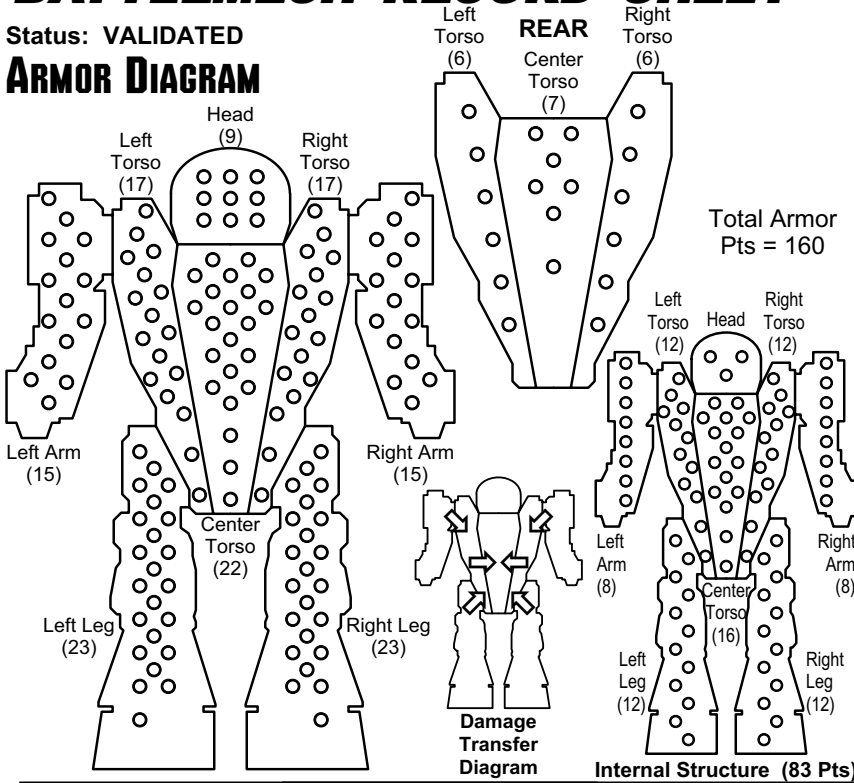 BATTLEMECH RECORD SHEET
Status: VALIDATED
ARMOR DIAGRAM
Head
(9)
Left
Torso
(17)
Right
Torso
(17)
Left Arm
(15)
Right Arm
(15)
Center
Torso
(22)
Left Leg
(23)
Right Leg
(23)
REAR
Left
Torso
(6)
Center
Torso
(7)
Right
Torso
(6)
Total Armor
Pts = 160
Left
Torso
(12)
Head
Right
Torso
(12)
Left
Arm
(8)
Right
Arm
(8)
Center
Torso
(16)
Left
Leg
(12)
Right
Leg
(12)
Damage
Transfer
Diagram
Internal Structure (83 Pts)